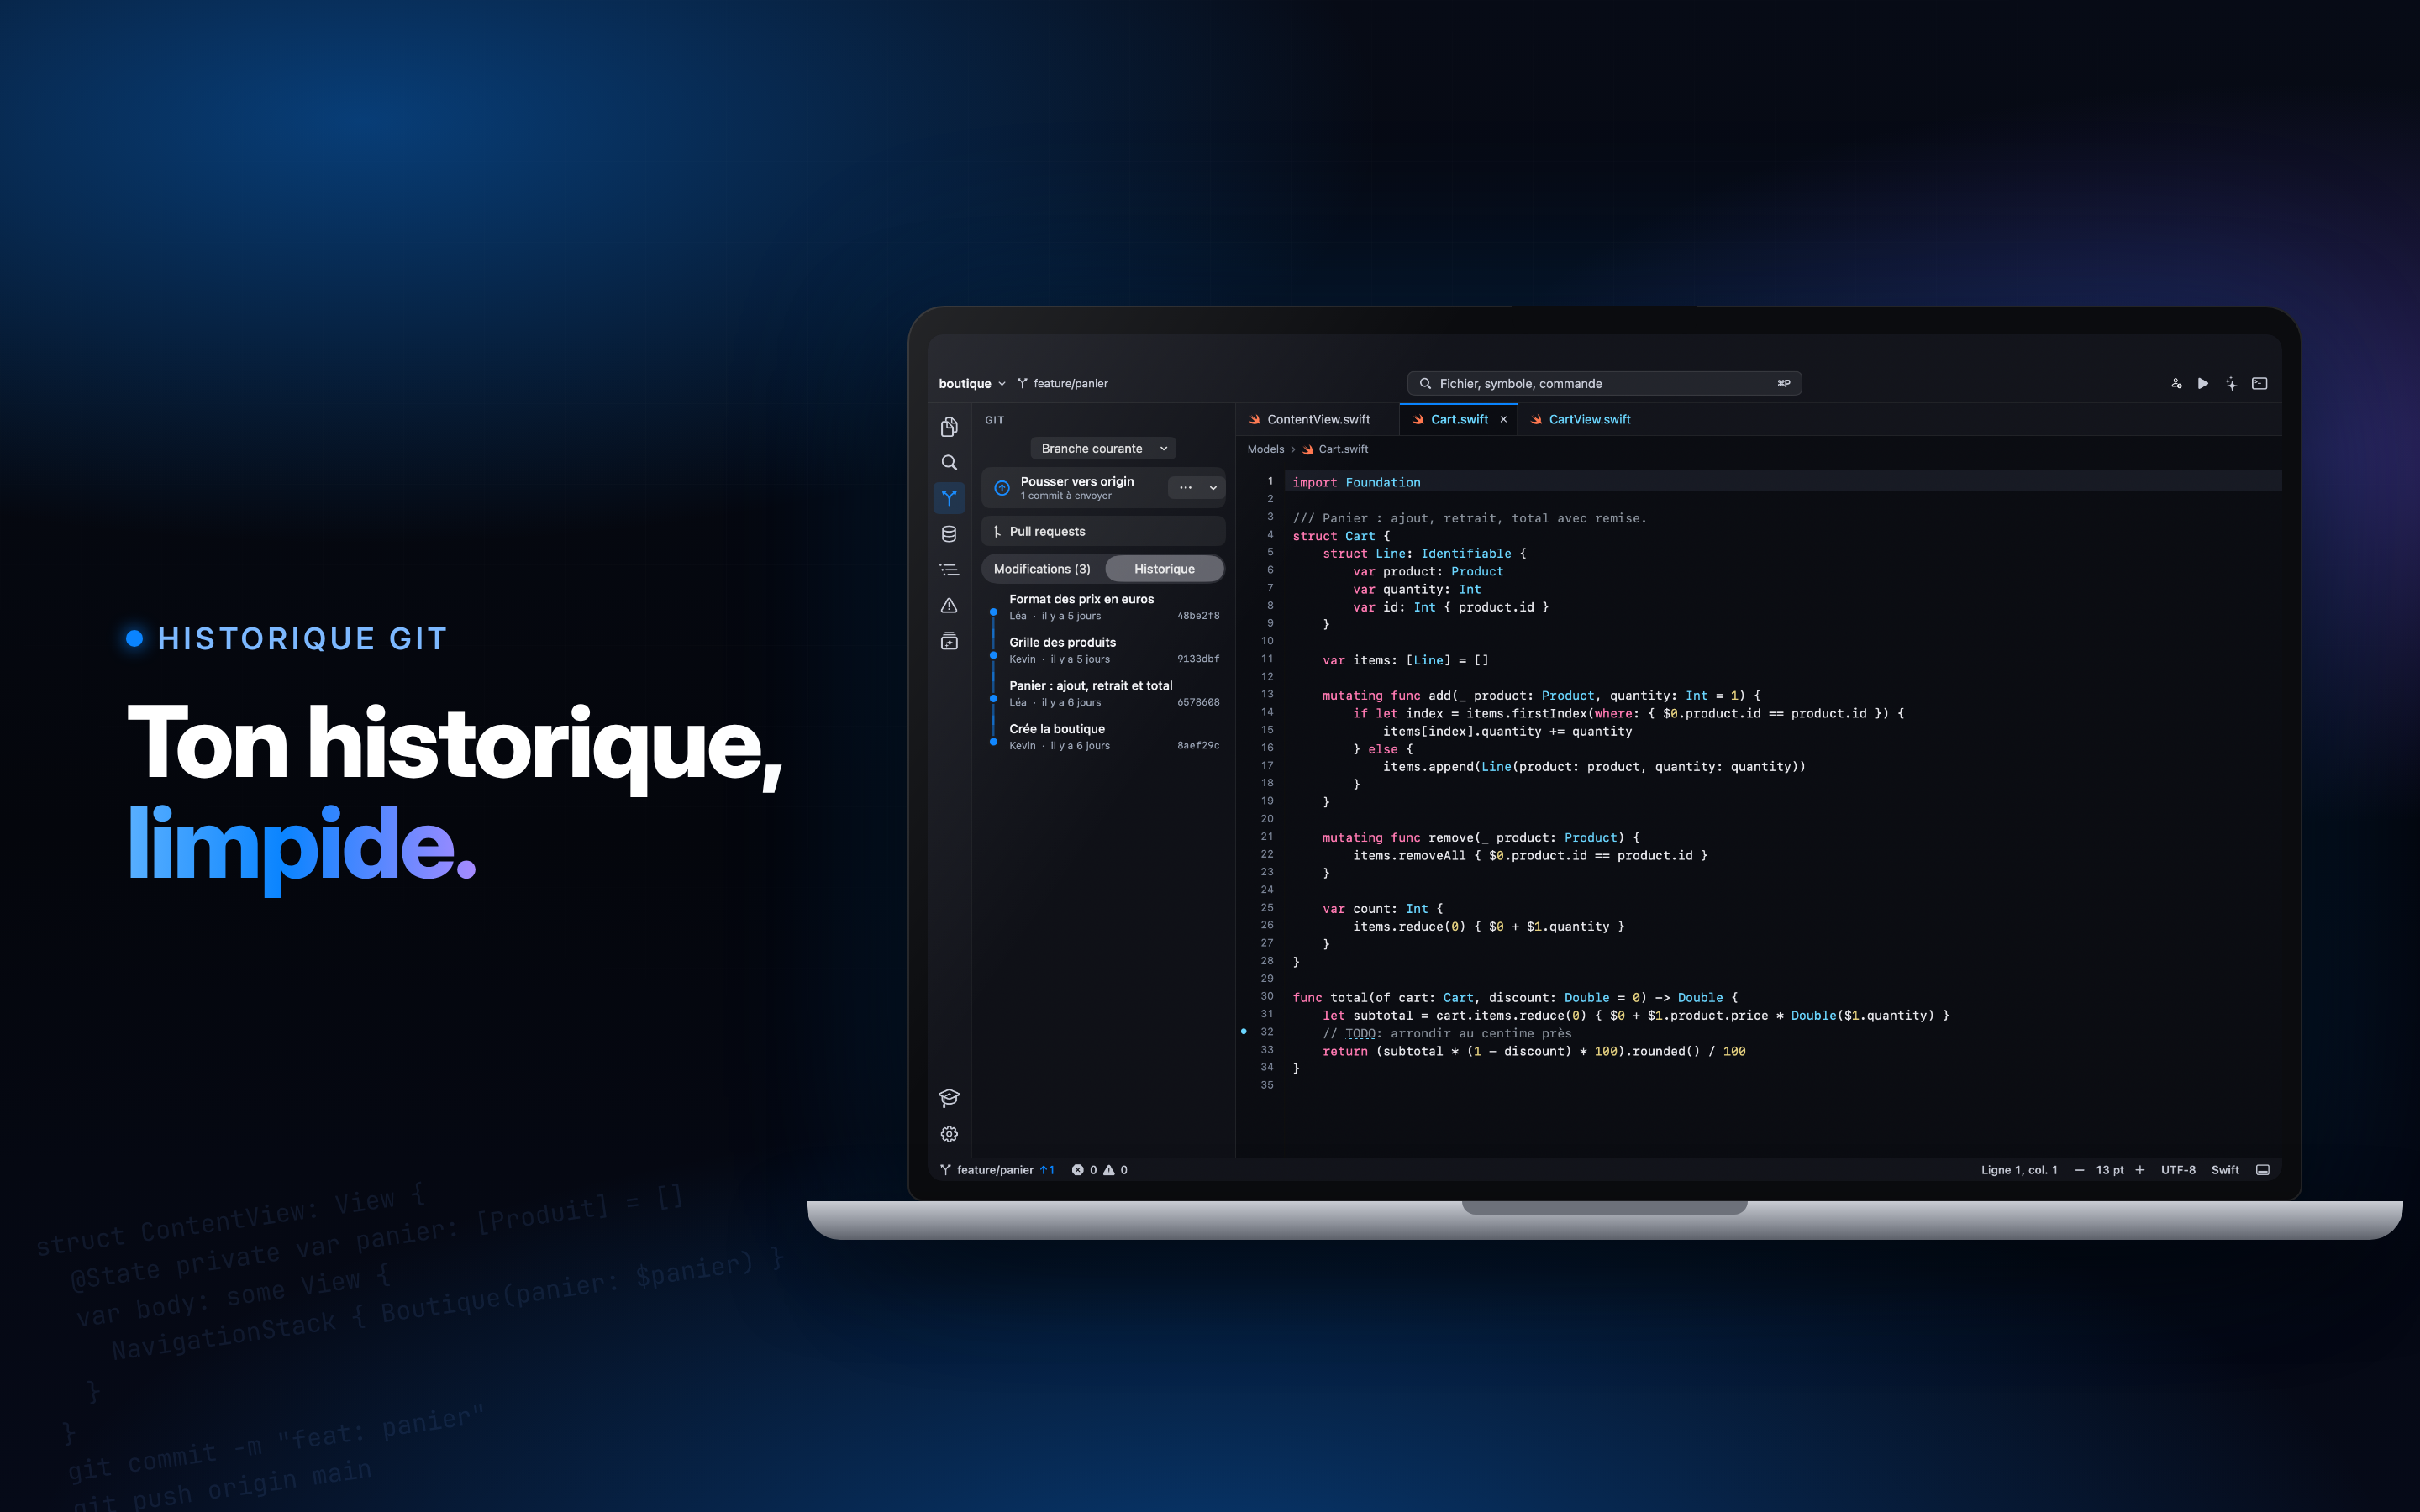 HISTORIQUE GIT
Ton historique,
limpide.
struct ContentView: View {
@State private var panier: [Produit] = []
var body: some View {
NavigationStack { Boutique(panier: $panier) }
}
}
git commit -m "feat: panier"
git push origin main
boutique feature/panier
Fichier, symbole, commande ⌘P
GIT
Branche courante
Pousser vers origin
1 commit à envoyer
Pull requests
Modifications (3) Historique
Format des prix en euros
Léa · il y a 5 jours 48be2f8
Grille des produits
Kevin · il y a 5 jours 9133dbf
Panier : ajout, retrait et total
Léa · il y a 6 jours 6578608
Crée la boutique
Kevin · il y a 6 jours 8aef29c
ContentView.swift Cart.swift × CartView.swift
Models > Cart.swift
1 import Foundation
2
3 /// Panier : ajout, retrait, total avec remise.
4 struct Cart {
5 struct Line: Identifiable {
6 var product: Product
7 var quantity: Int
8 var id: Int { product.id }
9 }
10
11 var items: [Line] = []
12
13 mutating func add(_ product: Product, quantity: Int = 1) {
14 if let index = items.firstIndex(where: { $0.product.id == product.id }) {
15 items[index].quantity += quantity
16 } else {
17 items.append(Line(product: product, quantity: quantity))
18 }
19 }
20
21 mutating func remove(_ product: Product) {
22 items.removeAll { $0.product.id == product.id }
23 }
24
25 var count: Int {
26 items.reduce(0) { $0 + $1.quantity }
27 }
28 }
29
30 func total(of cart: Cart, discount: Double = 0) -> Double {
31 let subtotal = cart.items.reduce(0) { $0 + $1.product.price * Double($1.quantity) }
32 // TODO: arrondir au centime près
33 return (subtotal * (1 - discount) * 100).rounded() / 100
34 }
35
feature/panier ↑1 0 0
Ligne 1, col. 1 − 13 pt + UTF-8 Swift